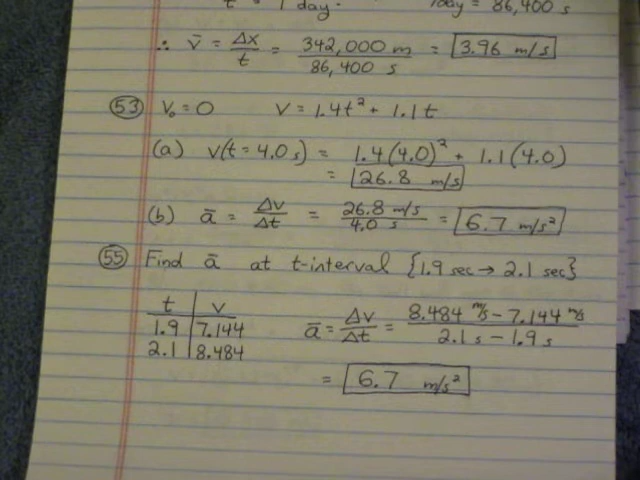 t = 1 day. 1day = 86,400 s
∴ v̄ = Δx/t = 342,000 m / 86,400 s = 3.96 m/s
53 V₀ = 0 V = 1.4t² + 1.1t
(a) V(t = 4.0 s) = 1.4(4.0)² + 1.1(4.0)
= 26.8 m/s
(b) ā = Δv/Δt = 26.8 m/s / 4.0 s = 6.7 m/s²
55 Find ā at t-interval {1.9 sec → 2.1 sec}
t | v
1.9 | 7.144
2.1 | 8.484
ā = Δv/Δt = 8.484 m/s − 7.144 m/s / 2.1 s − 1.9 s
= 6.7 m/s²